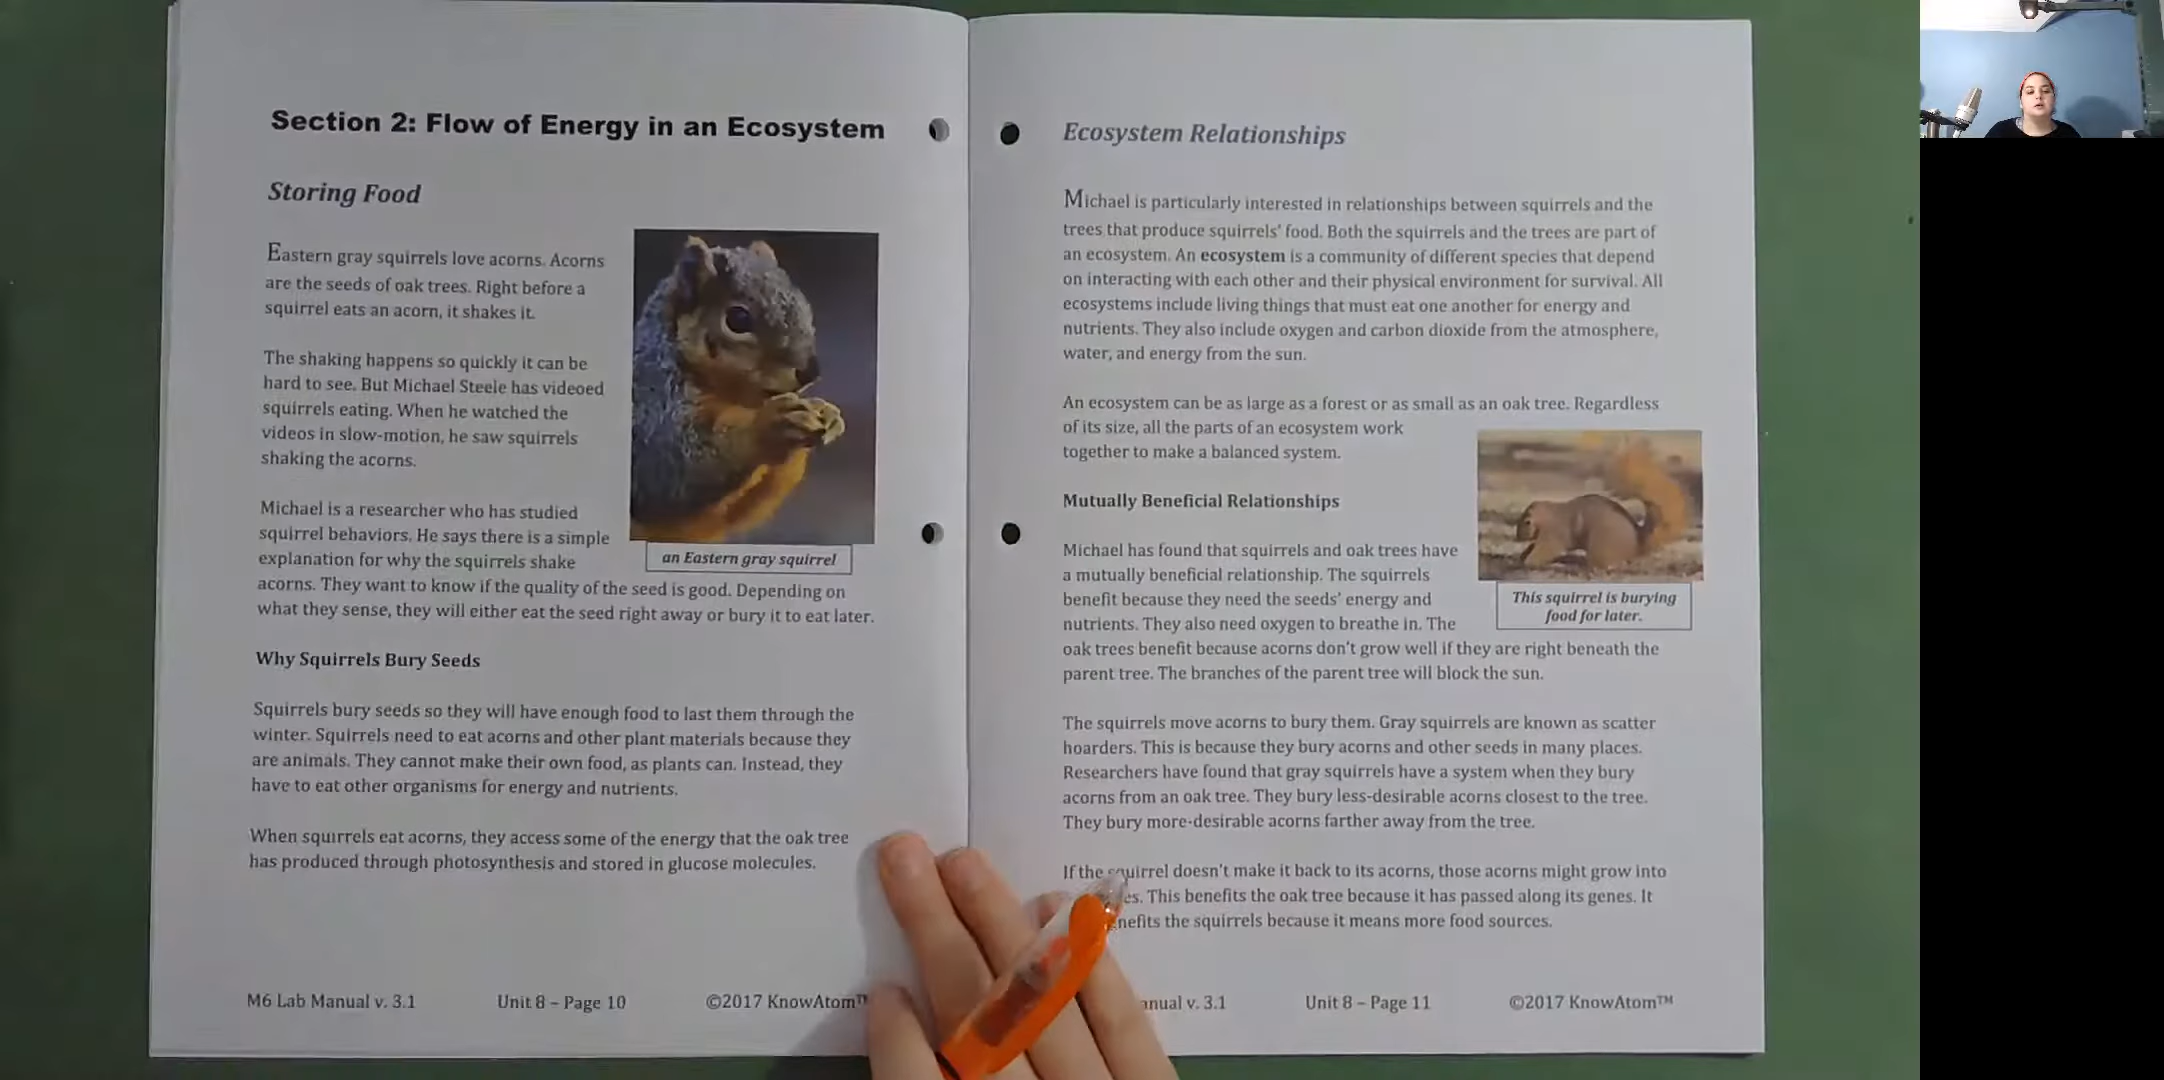 Section 2: Flow of Energy in an Ecosystem
Storing Food
Eastern gray squirrels love acorns. Acorns
are the seeds of oak trees. Right before a
squirrel eats an acorn, it shakes it.
The shaking happens so quickly it can be
hard to see. But Michael Steele has videoed
squirrels eating. When he watched the
videos in slow-motion, he saw squirrels
shaking the acorns.
Michael is a researcher who has studied
squirrel behaviors. He says there is a simple
explanation for why the squirrels shake
acorns. They want to know if the quality of the seed is good. Depending on
what they sense, they will either eat the seed right away or bury it to eat later.
an Eastern gray squirrel
Why Squirrels Bury Seeds
Squirrels bury seeds so they will have enough food to last them through the
winter. Squirrels need to eat acorns and other plant materials because they
are animals. They cannot make their own food, as plants can. Instead, they
have to eat other organisms for energy and nutrients.
When squirrels eat acorns, they access some of the energy that the oak tree
has produced through photosynthesis and stored in glucose molecules.
M6 Lab Manual v. 3.1 Unit 8 – Page 10 ©2017 KnowAtom
Ecosystem Relationships
Michael is particularly interested in relationships between squirrels and the
trees that produce squirrels' food. Both the squirrels and the trees are part of
an ecosystem. An ecosystem is a community of different species that depend
on interacting with each other and their physical environment for survival. All
ecosystems include living things that must eat one another for energy and
nutrients. They also include oxygen and carbon dioxide from the atmosphere,
water, and energy from the sun.
An ecosystem can be as large as a forest or as small as an oak tree. Regardless
of its size, all the parts of an ecosystem work
together to make a balanced system.
Mutually Beneficial Relationships
Michael has found that squirrels and oak trees have
a mutually beneficial relationship. The squirrels
benefit because they need the seeds' energy and
nutrients. They also need oxygen to breathe in. The
oak trees benefit because acorns don't grow well if they are right beneath the
parent tree. The branches of the parent tree will block the sun.
This squirrel is burying
food for later.
The squirrels move acorns to bury them. Gray squirrels are known as scatter
hoarders. This is because they bury acorns and other seeds in many places.
Researchers have found that gray squirrels have a system when they bury
acorns from an oak tree. They bury less-desirable acorns closest to the tree.
They bury more-desirable acorns farther away from the tree.
If the squirrel doesn't make it back to its acorns, those acorns might grow into
es. This benefits the oak tree because it has passed along its genes. It
nefits the squirrels because it means more food sources.
anual v. 3.1 Unit 8 – Page 11 ©2017 KnowAtom™